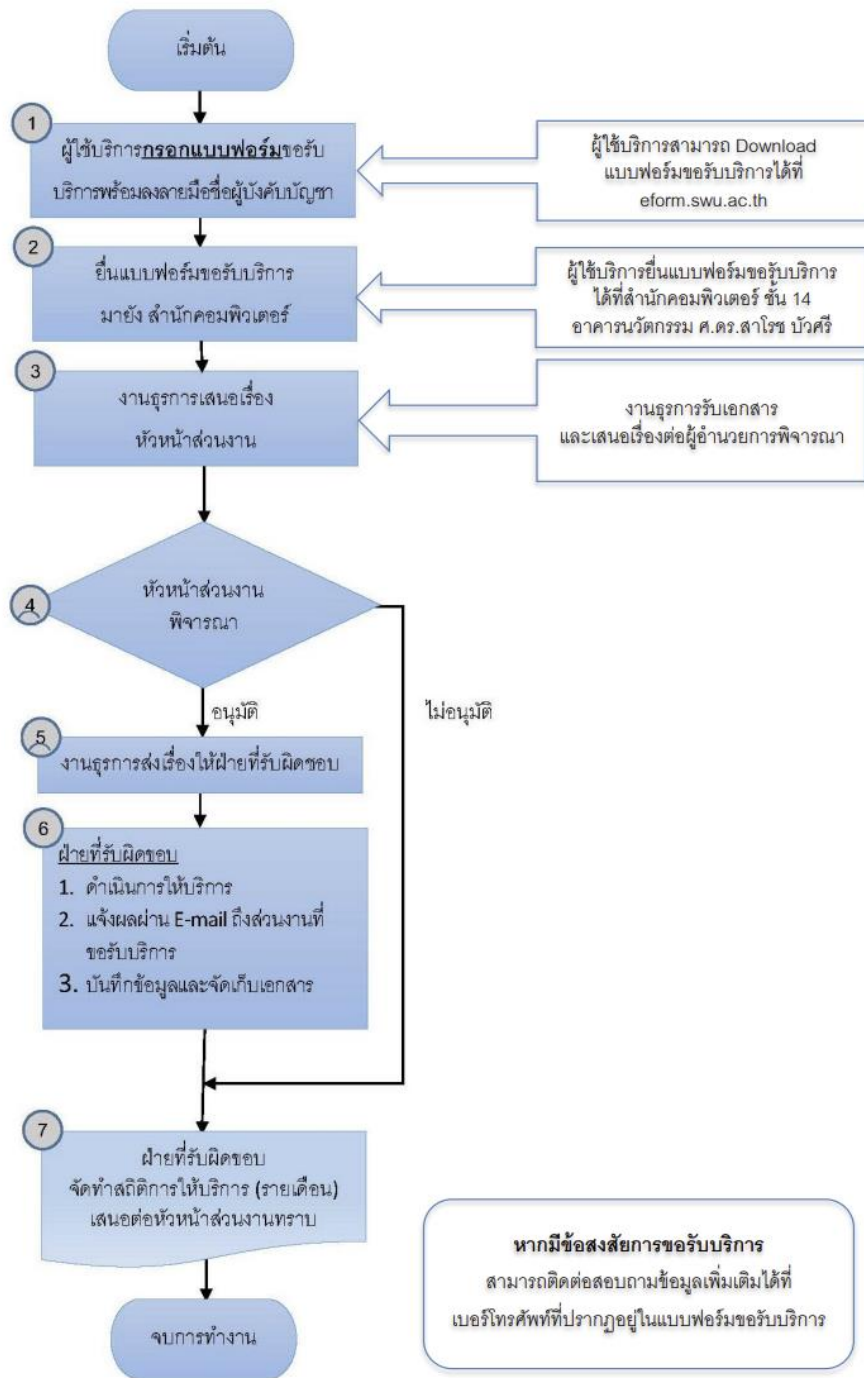 เริ่มต้น
1
ผู้ใช้บริการกรอกแบบฟอร์มขอรับ
บริการพร้อมลงลายมือชื่อผู้บังคับบัญชา
ผู้ใช้บริการสามารถ Download
แบบฟอร์มขอรับบริการได้ที่
eform.swu.ac.th
2
ยื่นแบบฟอร์มขอรับบริการ
มายัง สำนักคอมพิวเตอร์
ผู้ใช้บริการยื่นแบบฟอร์มขอรับบริการ
ได้ที่สำนักคอมพิวเตอร์ ชั้น 14
อาคารนวัตกรรม ศ.ดร.สาโรช บัวศรี
3
งานธุรการเสนอเรื่อง
หัวหน้าส่วนงาน
งานธุรการรับเอกสาร
และเสนอเรื่องต่อผู้อำนวยการพิจารณา
4
หัวหน้าส่วนงาน
พิจารณา
อนุมัติ
ไม่อนุมัติ
5
งานธุรการส่งเรื่องให้ฝ่ายที่รับผิดชอบ
6
ฝ่ายที่รับผิดชอบ
1. ดำเนินการให้บริการ
2. แจ้งผลผ่าน E-mail ถึงส่วนงานที่
ขอรับบริการ
3. บันทึกข้อมูลและจัดเก็บเอกสาร
7
ฝ่ายที่รับผิดชอบ
จัดทำสถิติการให้บริการ (รายเดือน)
เสนอต่อหัวหน้าส่วนงานทราบ
จบการทำงาน
หากมีข้อสงสัยการขอรับบริการ
สามารถติดต่อสอบถามข้อมูลเพิ่มเติมได้ที่
เบอร์โทรศัพท์ที่ปรากฏอยู่ในแบบฟอร์มขอรับบริการ